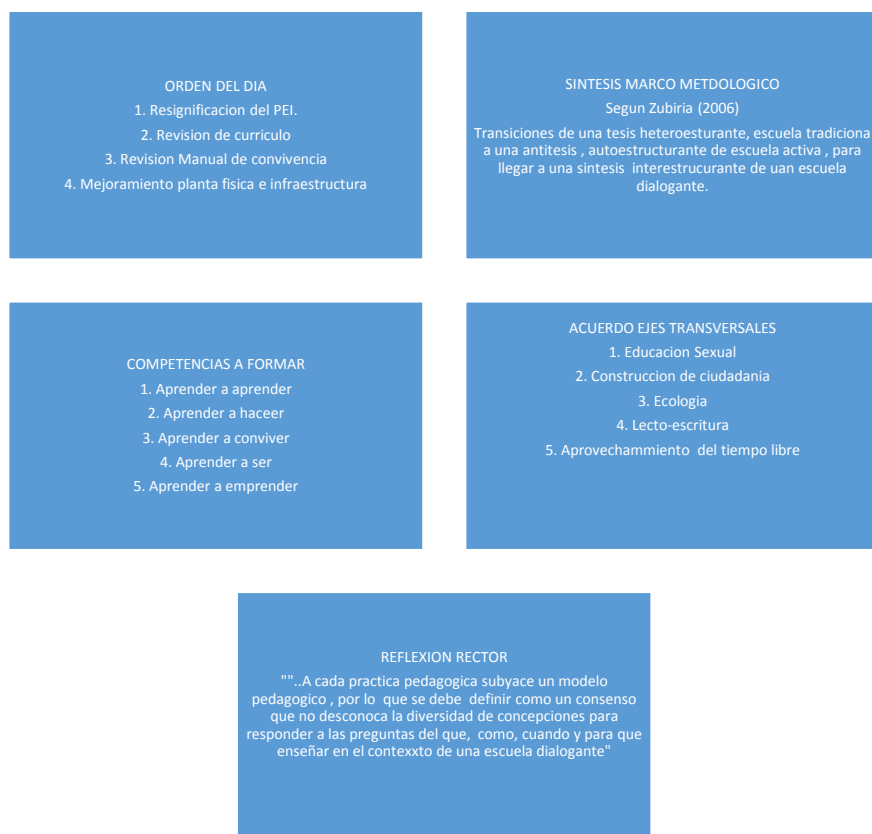 ORDEN DEL DIA
1. Resignificacion del PEI.
2. Revision de curriculo
3. Revision Manual de convivencia
4. Mejoramiento planta fisica e infraestructura
SINTESIS MARCO METDOLOGICO
Segun Zubiria (2006)
Transiciones de una tesis heteroesturante, escuela tradiciona
a una antitesis , autoestructurante de escuela activa , para
llegar a una sintesis interestrucurante de uan escuela
dialogante.
COMPETENCIAS A FORMAR
1. Aprender a aprender
2. Aprender a haceer
3. Aprender a conviver
4. Aprender a ser
5. Aprender a emprender
ACUERDO EJES TRANSVERSALES
1. Educacion Sexual
2. Construccion de ciudadania
3. Ecologia
4. Lecto-escritura
5. Aprovechammiento del tiempo libre
REFLEXION RECTOR
""..A cada practica pedagogica subyace un modelo
pedagogico , por lo que se debe definir como un consenso
que no desconoca la diversidad de concepciones para
responder a las preguntas del que, como, cuando y para que
enseñar en el contexxto de una escuela dialogante"